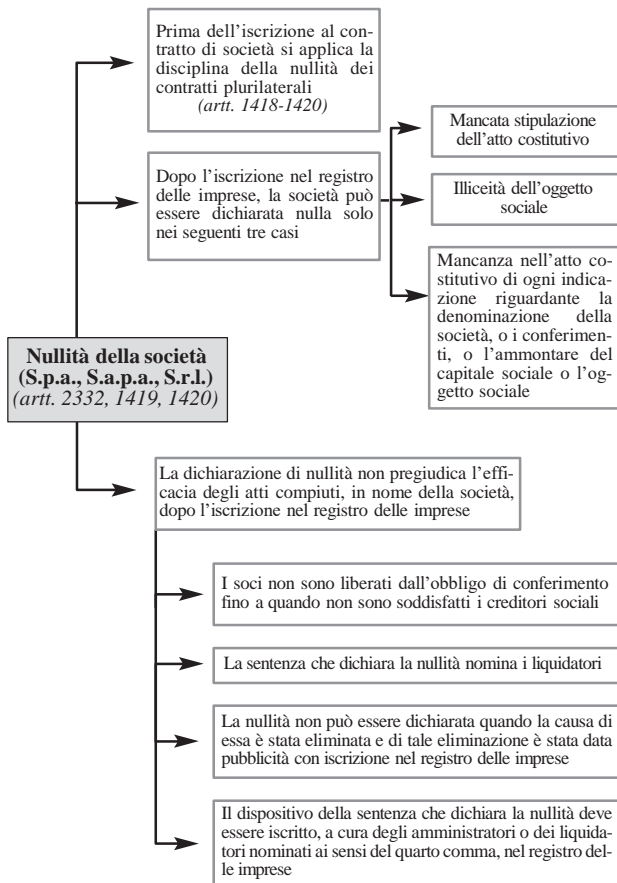 Prima dell'iscrizione al con-
tratto di società si applica la
disciplina della nullità dei
contratti plurilaterali
(artt. 1418-1420)
Dopo l'iscrizione nel registro
delle imprese, la società può
essere dichiarata nulla solo
nei seguenti tre casi
Mancata stipulazione
dell'atto costitutivo
Illiceità dell'oggetto
sociale
Mancanza nell'atto co-
stitutivo di ogni indica-
zione riguardante la
denominazione della
società, o i conferimen-
ti, o l'ammontare del
capitale sociale o l'og-
getto sociale
Nullità della società
(S.p.a., S.a.p.a., S.r.l.)
(artt. 2332, 1419, 1420)
La dichiarazione di nullità non pregiudica l'effi-
cacia degli atti compiuti, in nome della società,
dopo l'iscrizione nel registro delle imprese
I soci non sono liberati dall'obbligo di conferimento
fino a quando non sono soddisfatti i creditori sociali
La sentenza che dichiara la nullità nomina i liquidatori
La nullità non può essere dichiarata quando la causa di
essa è stata eliminata e di tale eliminazione è stata data
pubblicità con iscrizione nel registro delle imprese
Il dispositivo della sentenza che dichiara la nullità deve
essere iscritto, a cura degli amministratori o dei liquida-
tori nominati ai sensi del quarto comma, nel registro del-
le imprese